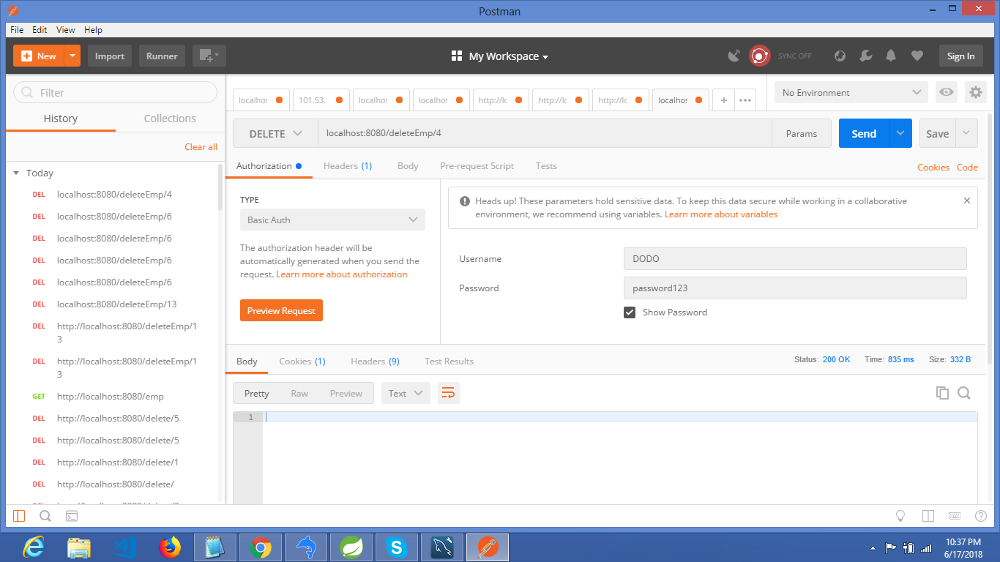 Postman
File Edit View Help
New Import Runner My Workspace SYNC OFF Sign In
Filter
History Collections
Clear all
Today
DEL localhost:8080/deleteEmp/4
DEL localhost:8080/deleteEmp/6
DEL localhost:8080/deleteEmp/6
DEL localhost:8080/deleteEmp/6
DEL localhost:8080/deleteEmp/6
DEL localhost:8080/deleteEmp/13
DEL http://localhost:8080/deleteEmp/1
3
DEL http://localhost:8080/deleteEmp/1
3
GET http://localhost:8080/emp
DEL http://localhost:8080/delete/5
DEL http://localhost:8080/delete/5
DEL http://localhost:8080/delete/1
DEL http://localhost:8080/delete/
localhos 101.53. localhos localhos http://lo http://lo http://lo localhos + •••
No Environment
DELETE localhost:8080/deleteEmp/4 Params Send Save
Authorization Headers (1) Body Pre-request Script Tests Cookies Code
TYPE
Basic Auth
The authorization header will be
automatically generated when you send the
request. Learn more about authorization
Preview Request
Heads up! These parameters hold sensitive data. To keep this data secure while working in a collaborative
environment, we recommend using variables. Learn more about variables
Username DODO
Password password123
Show Password
Body Cookies (1) Headers (9) Test Results Status: 200 OK Time: 835 ms Size: 332 B
Pretty Raw Preview Text
1
10:37 PM
6/17/2018